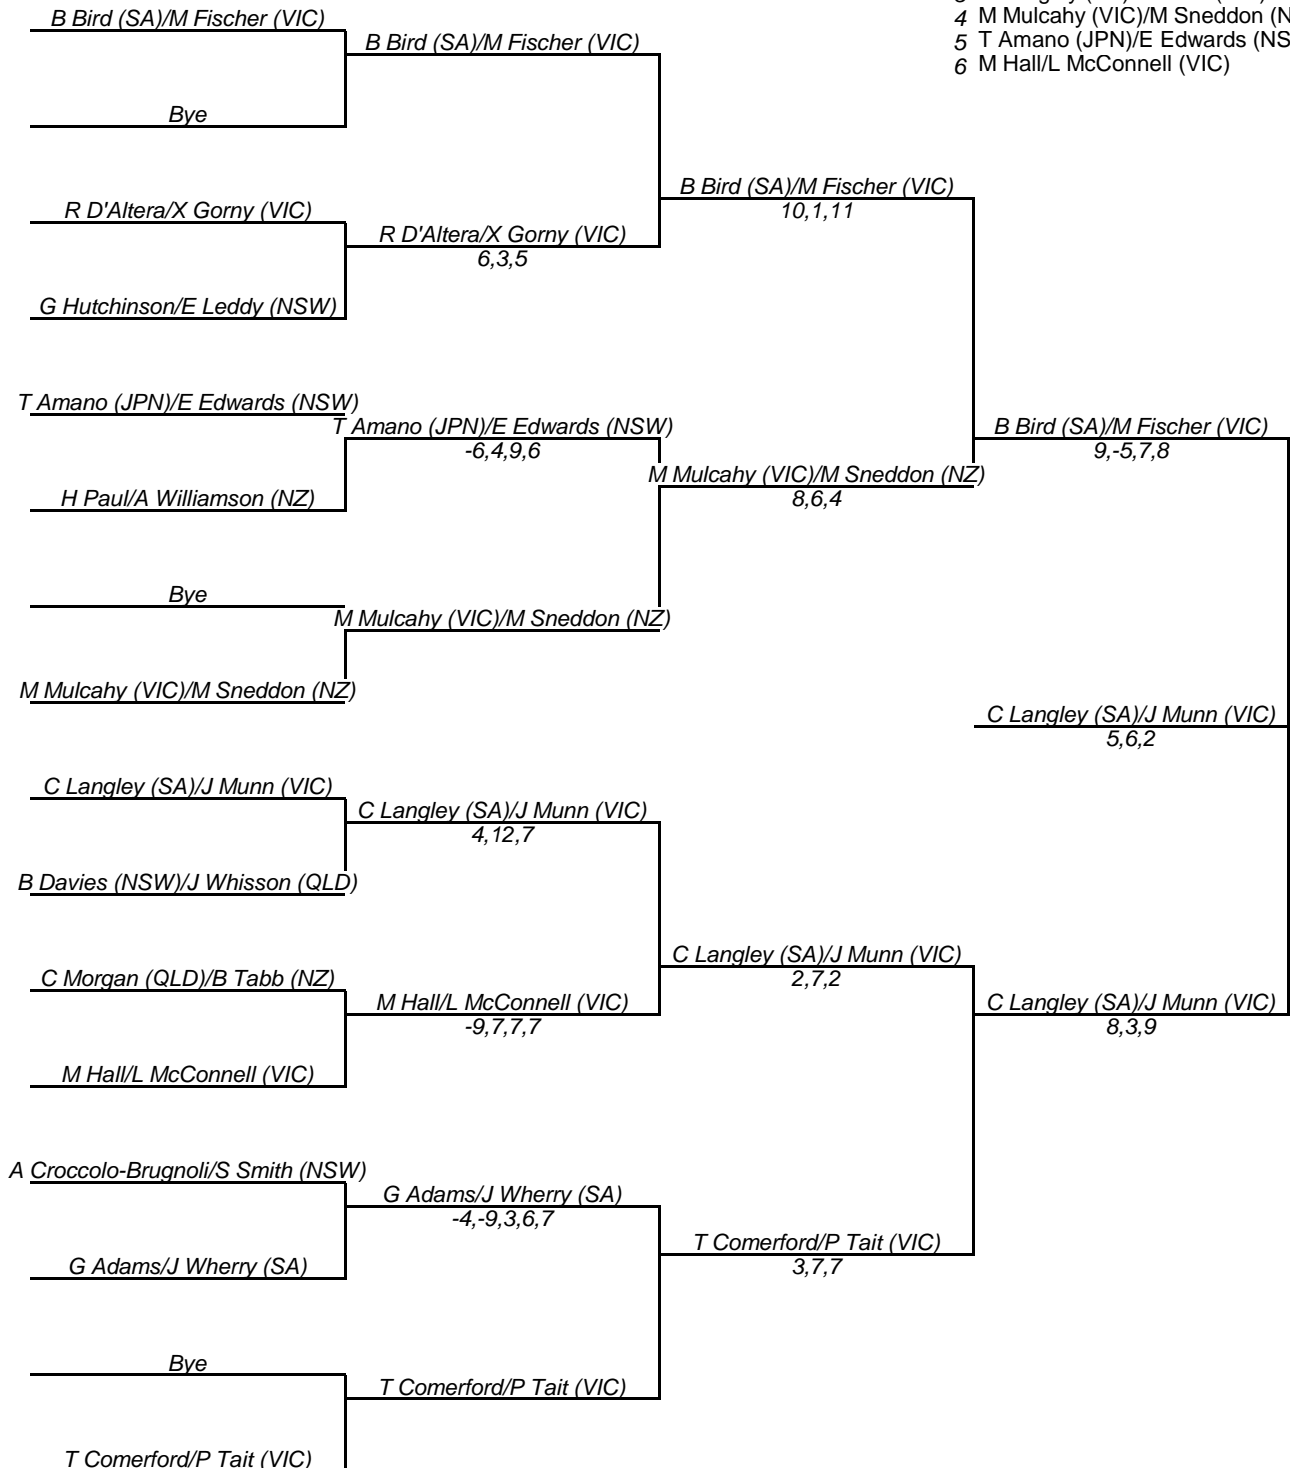 4 M Mulcahy (VIC)/M Sneddon (N
5 T Amano (JPN)/E Edwards (NS
6 M Hall/L McConnell (VIC)
B Bird (SA)/M Fischer (VIC)
B Bird (SA)/M Fischer (VIC)
Bye
B Bird (SA)/M Fischer (VIC)
10,1,11
R D'Altera/X Gorny (VIC)
R D'Altera/X Gorny (VIC)
6,3,5
G Hutchinson/E Leddy (NSW)
T Amano (JPN)/E Edwards (NSW)
T Amano (JPN)/E Edwards (NSW)
-6,4,9,6
B Bird (SA)/M Fischer (VIC)
9,-5,7,8
M Mulcahy (VIC)/M Sneddon (NZ)
8,6,4
H Paul/A Williamson (NZ)
Bye
M Mulcahy (VIC)/M Sneddon (NZ)
M Mulcahy (VIC)/M Sneddon (NZ)
C Langley (SA)/J Munn (VIC)
5,6,2
C Langley (SA)/J Munn (VIC)
C Langley (SA)/J Munn (VIC)
4,12,7
B Davies (NSW)/J Whisson (QLD)
C Langley (SA)/J Munn (VIC)
2,7,2
C Morgan (QLD)/B Tabb (NZ)
M Hall/L McConnell (VIC)
-9,7,7,7
C Langley (SA)/J Munn (VIC)
8,3,9
M Hall/L McConnell (VIC)
A Croccolo-Brugnoli/S Smith (NSW)
G Adams/J Wherry (SA)
-4,-9,3,6,7
T Comerford/P Tait (VIC)
3,7,7
G Adams/J Wherry (SA)
Bye
T Comerford/P Tait (VIC)
T Comerford/P Tait (VIC)